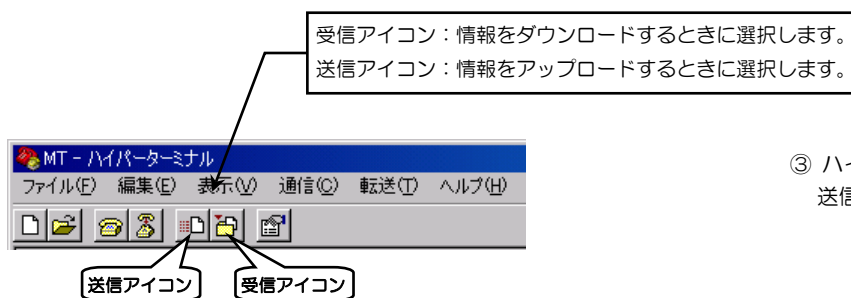 受信アイコン：情報をダウンロードするときに選択します。
送信アイコン：情報をアップロードするときに選択します。
MT - ハイパーターミナル
ファイル(F) 編集(E) 表示(V) 通信(C) 転送(T) ヘルプ(H)
送信アイコン 受信アイコン
③ ハイ
送信